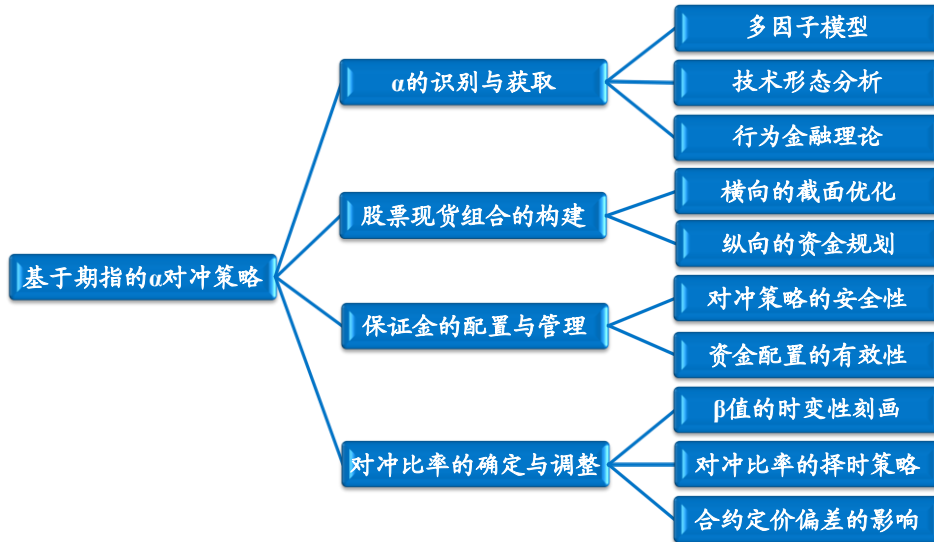 基于期指的α对冲策略
α的识别与获取
多因子模型
技术形态分析
行为金融理论
股票现货组合的构建
横向的截面优化
纵向的资金规划
保证金的配置与管理
对冲策略的安全性
资金配置的有效性
对冲比率的确定与调整
β值的时变性刻画
对冲比率的择时策略
合约定价偏差的影响